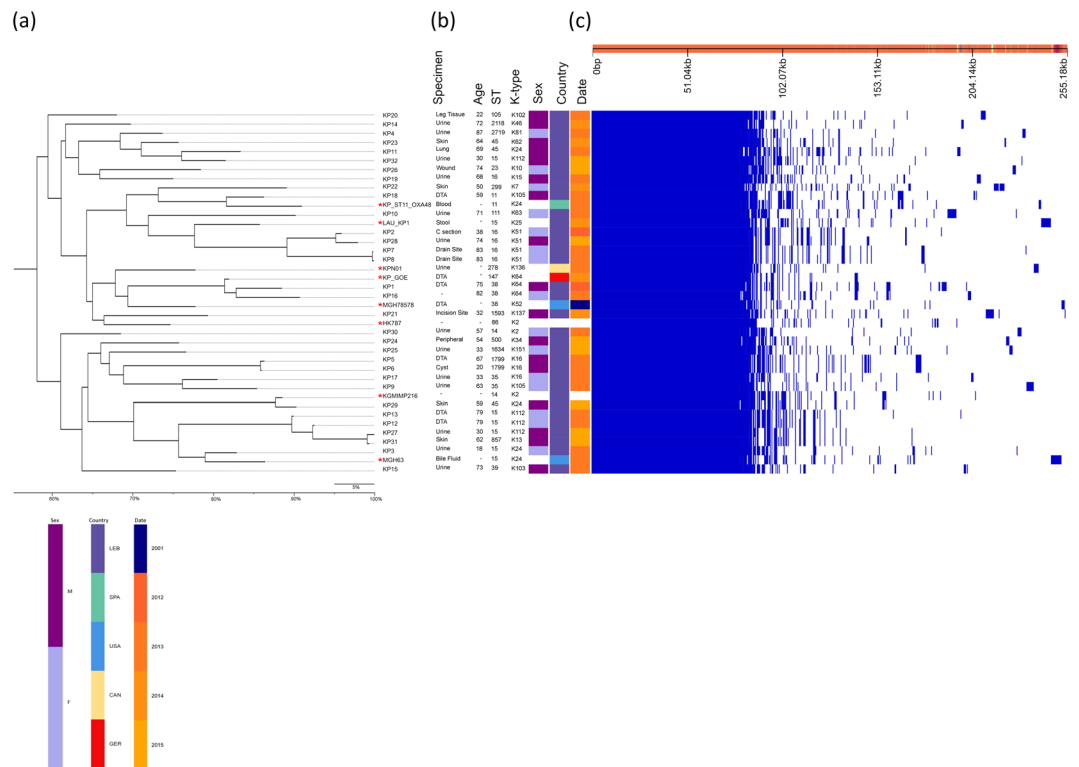 (a)
(b)
(c)
Specimen Age ST K-type Sex Country Date
0bp 51.04kb 102.07kb 153.11kb 204.14kb 255.18kb
KP20 Leg Tissue 22 105 K102
KP14 Urine 72 2118 K46
KP4 Urine 87 2719 K81
KP23 Skin 64 45 K62
KP11 Lung 69 45 K24
KP32 Urine 30 15 K112
KP26 Wound 74 23 K10
KP19 Urine 68 16 K15
KP22 Skin 50 299 K7
KP18 DTA 59 11 K105
*KP_ST11_OXA48 Blood - 11 K24
KP10 Urine 71 111 K63
*LAU_KP1 Stool - 15 K25
KP2 C section 38 16 K51
KP28 Urine 74 16 K51
KP7 Drain Site 83 16 K51
KP8 Drain Site 83 16 K51
*KPN01 Urine - 278 K136
*KP_GOE DTA - 147 K64
KP1 DTA 75 38 K64
KP16 - 82 38 K64
*MGH78578 DTA - 38 K52
KP21 Incision Site 32 1593 K137
*HK787 - - 86 K2
KP30 Urine 57 14 K2
KP24 Peripheral 54 500 K34
KP25 Urine 33 1634 K151
KP5 DTA 67 1799 K16
KP6 Cyst 20 1799 K16
KP17 Urine 33 35 K16
KP9 Urine 63 35 K105
*KGMIMP216 - - 14 K2
KP29 Skin 59 45 K24
KP13 DTA 79 15 K112
KP12 DTA 79 15 K112
KP27 Urine 30 15 K112
KP31 Skin 62 857 K13
KP3 Urine 18 15 K24
*MGH63 Bile Fluid - 15 K24
KP15 Urine 73 39 K103
5%
60% 70% 80% 90% 100%
Sex Country Date
LEB 2001
M
SPA 2012
USA 2013
F
CAN 2014
GER 2015